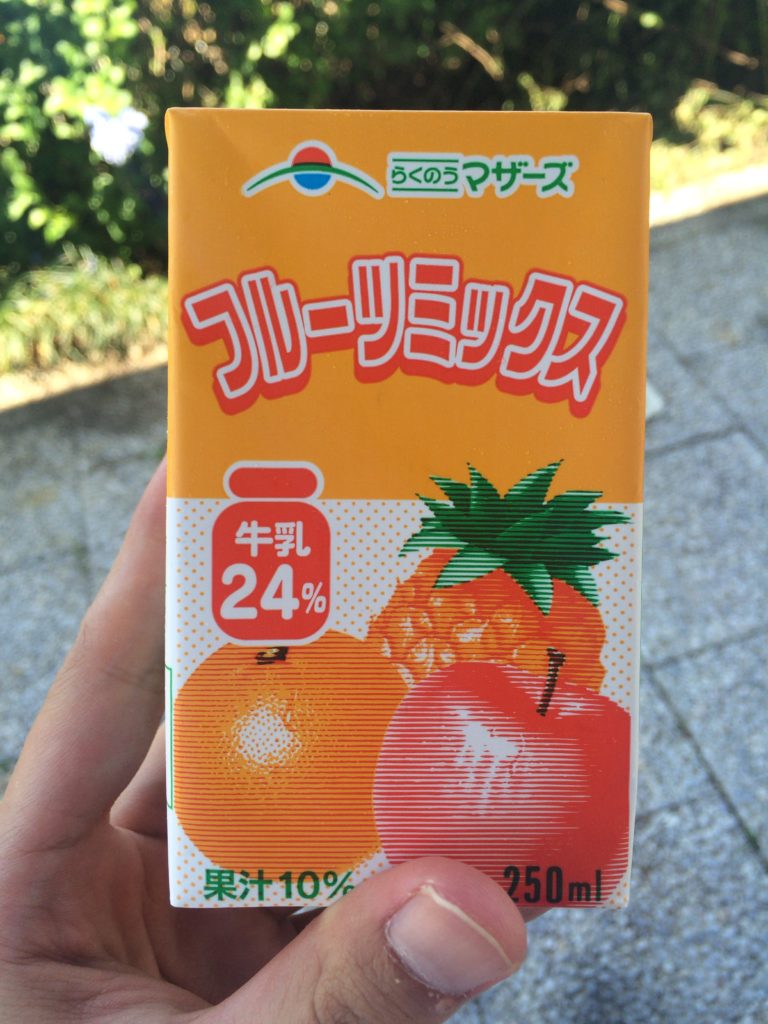 らくのうマザーズ
フルーツミックス
牛乳
24%
果汁10%
250ml